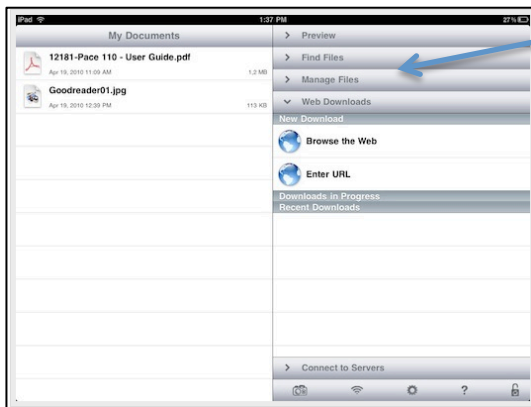 iPad
1:37 PM
27%
My Documents
12181-Pace 110 - User Guide.pdf
Apr 19, 2010 11:09 AM
1.2 MB
Goodreader01.jpg
Apr 19, 2010 12:39 PM
113 KB
Preview
Find Files
Manage Files
Web Downloads
New Download
Browse the Web
Enter URL
Downloads in Progress
Recent Downloads
Connect to Servers
?